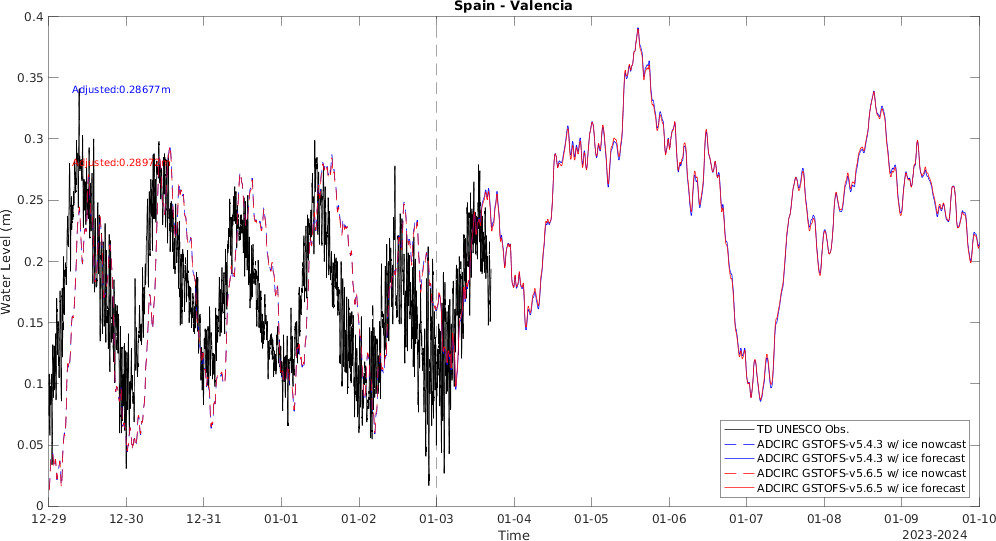 Spain - Valencia
0.4
0.35
0.3
0.25
0.2
0.15
0.1
0.05
0
Water Level (m)
Adjusted:0.28677m
TD UNESCO Obs.
ADCIRC GSTOFS-v5.4.3 w/ ice nowcast
ADCIRC GSTOFS-v5.4.3 w/ ice forecast
ADCIRC GSTOFS-v5.6.5 w/ ice nowcast
ADCIRC GSTOFS-v5.6.5 w/ ice forecast
12-29 12-30 12-31 01-01 01-02 01-03 01-04 01-05 01-06 01-07 01-08 01-09 01-10
Time
2023-2024